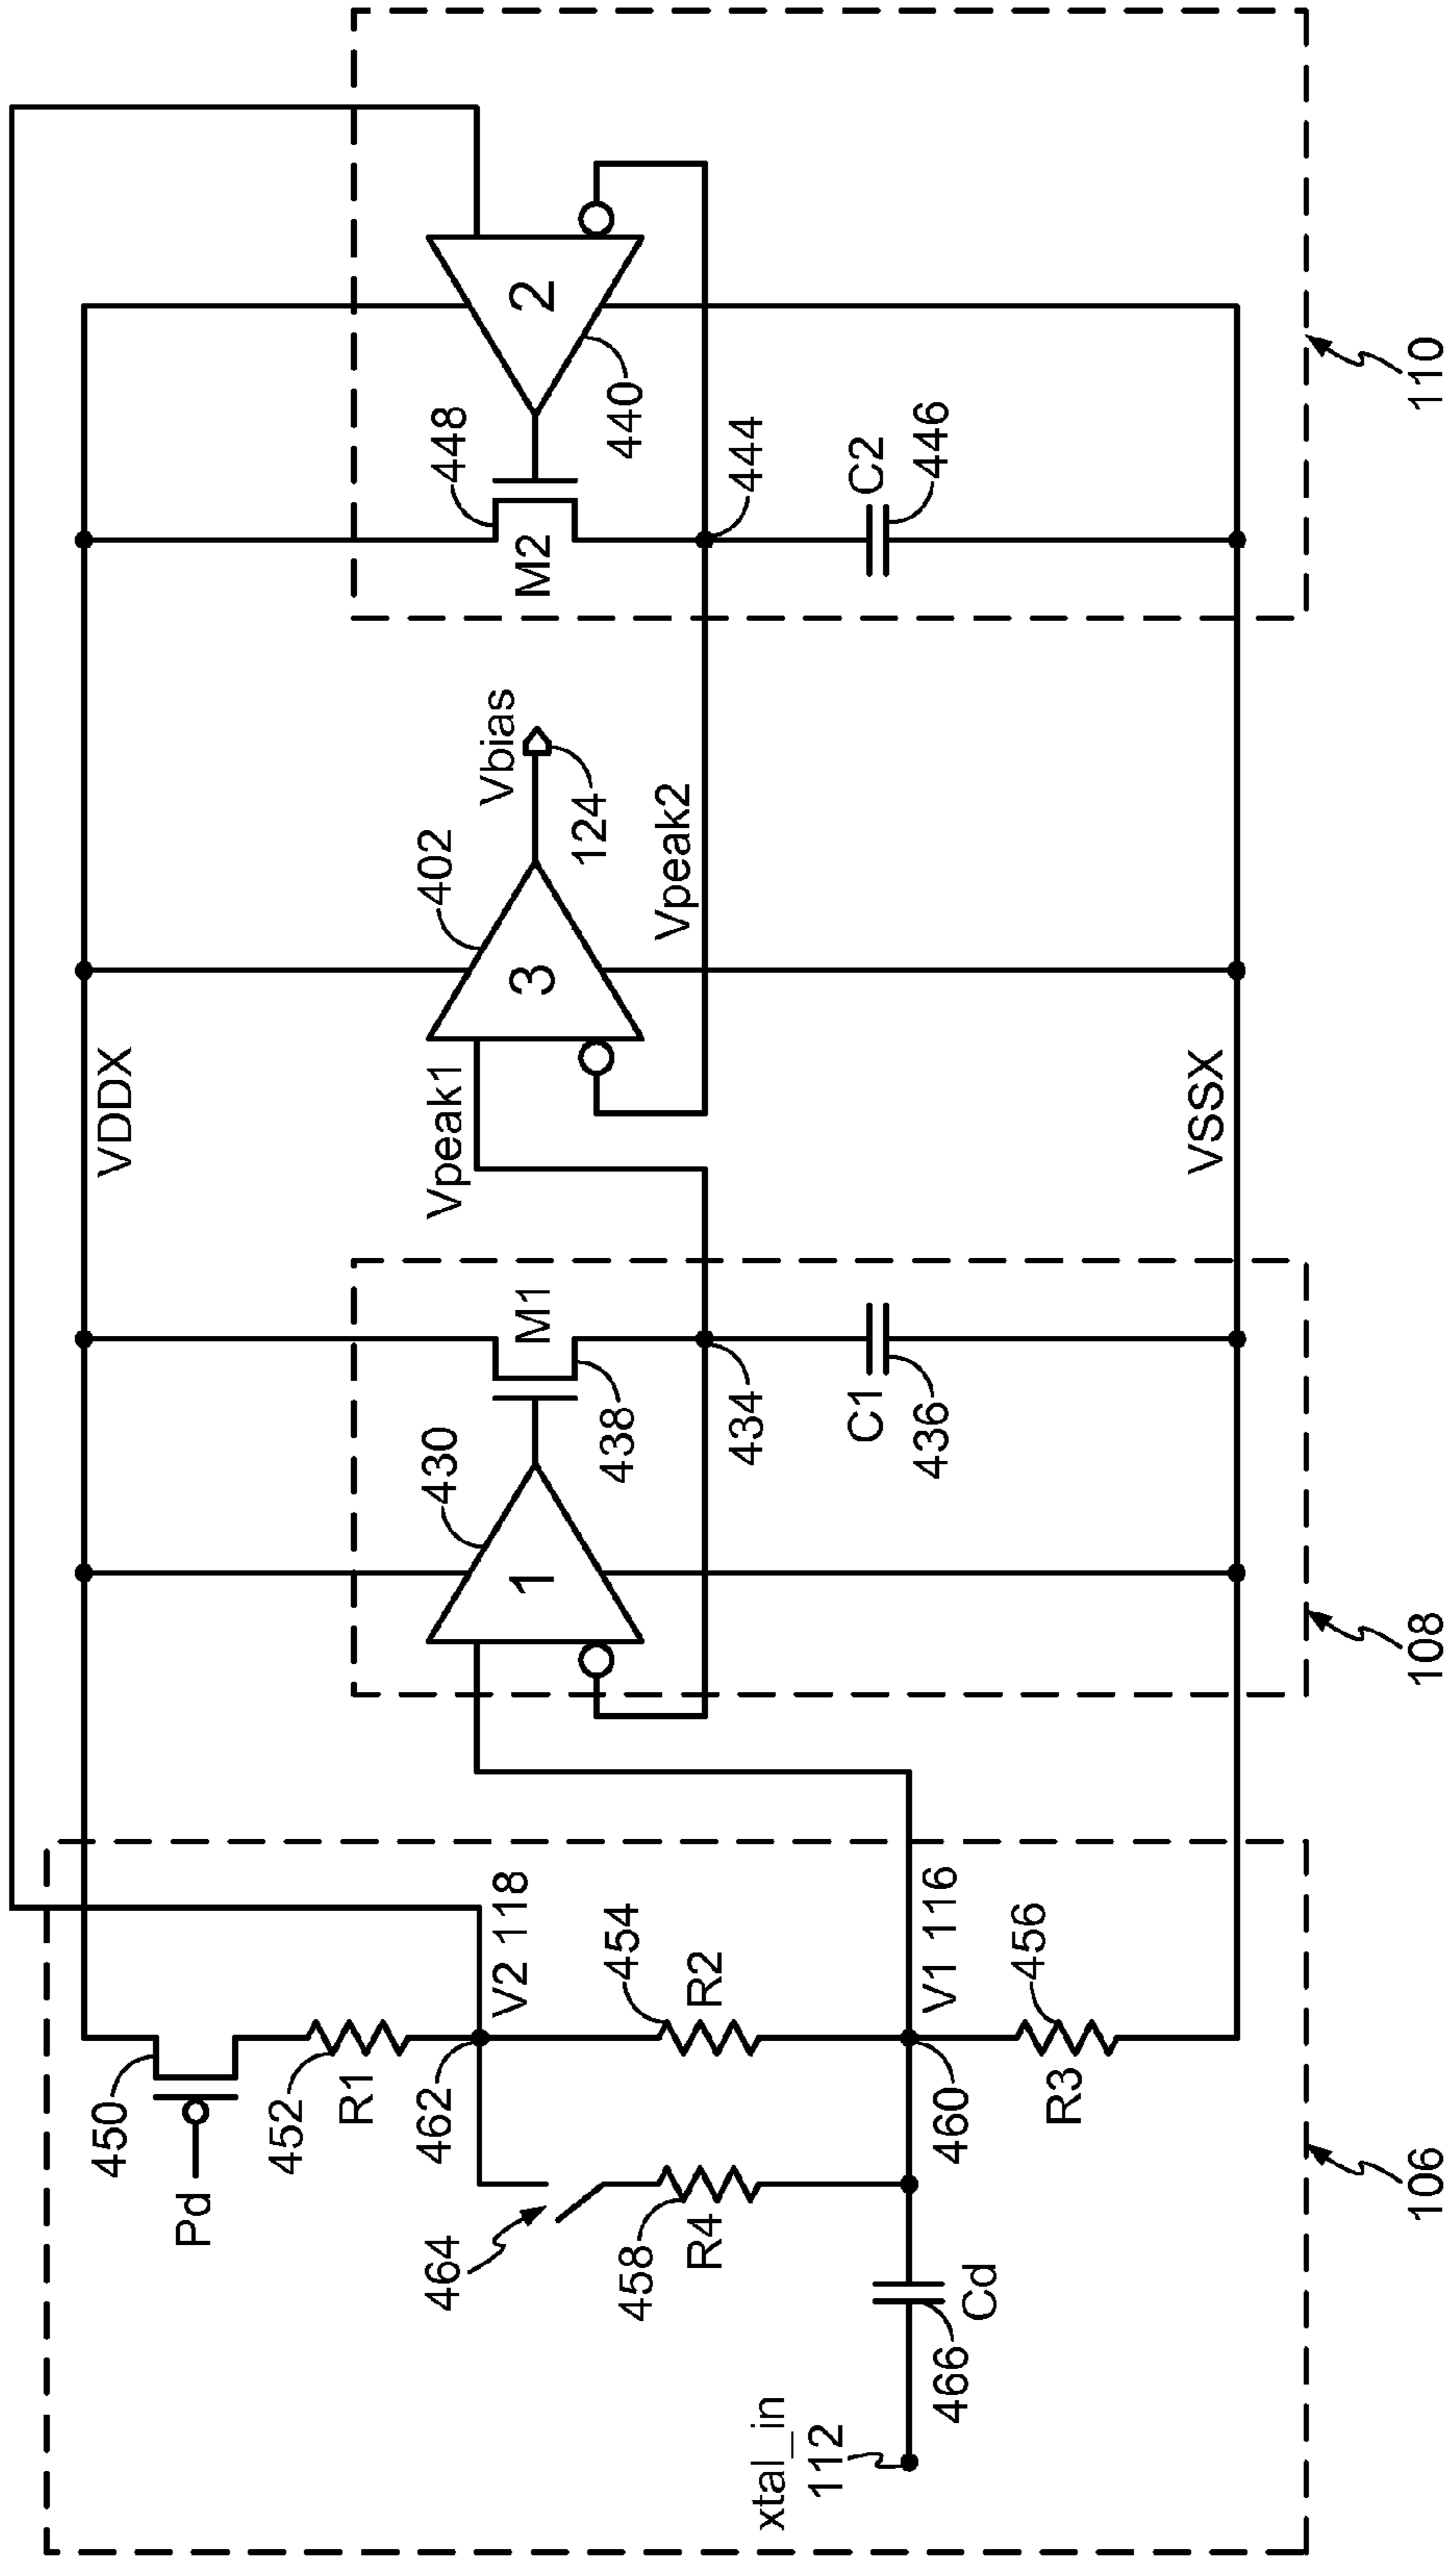 Pd
450
452
R1
462
V2 118
464
458
R4
454
R2
xtal_in
112
466
Cd
460
V1 116
456
R3
106
VDDX
430
1
M1
438
434
C1
436
108
Vpeak1
402
3
Vbias
124
Vpeak2
VSSX
448
M2
2
440
444
C2
446
110